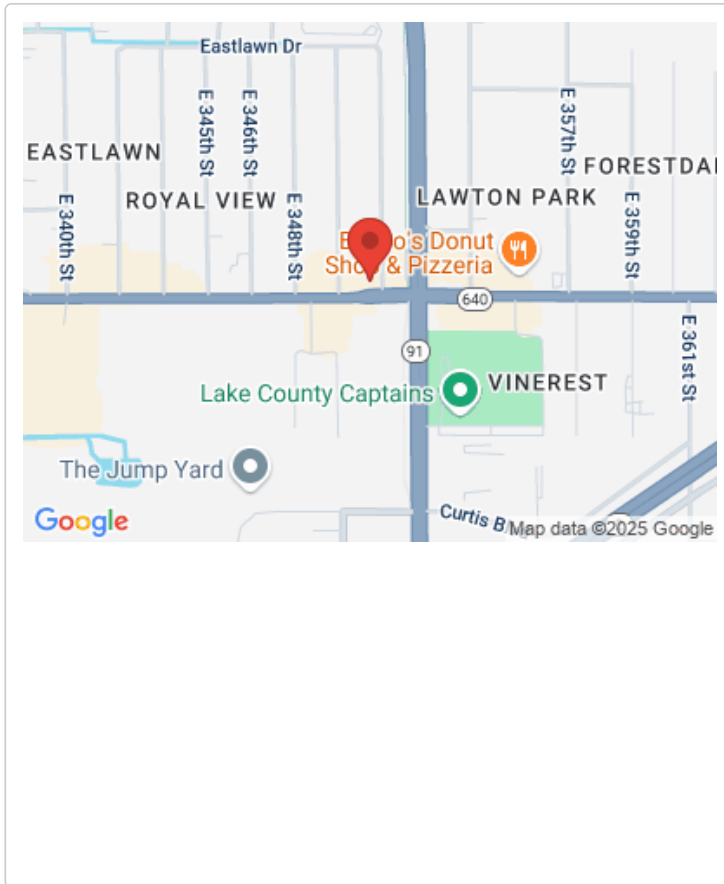 Eastlawn Dr
E 345th St
E 346th St
E 357th St
EASTLAWN
FORESTDAL
ROYAL VIEW
LAWTON PARK
E 340th St
E 348th St
E 359th St
Donut
& Pizzeria
640
E 361st St
91
VINEREST
Lake County Captains
The Jump Yard
Curtis
Google
Map data ©2025 Google